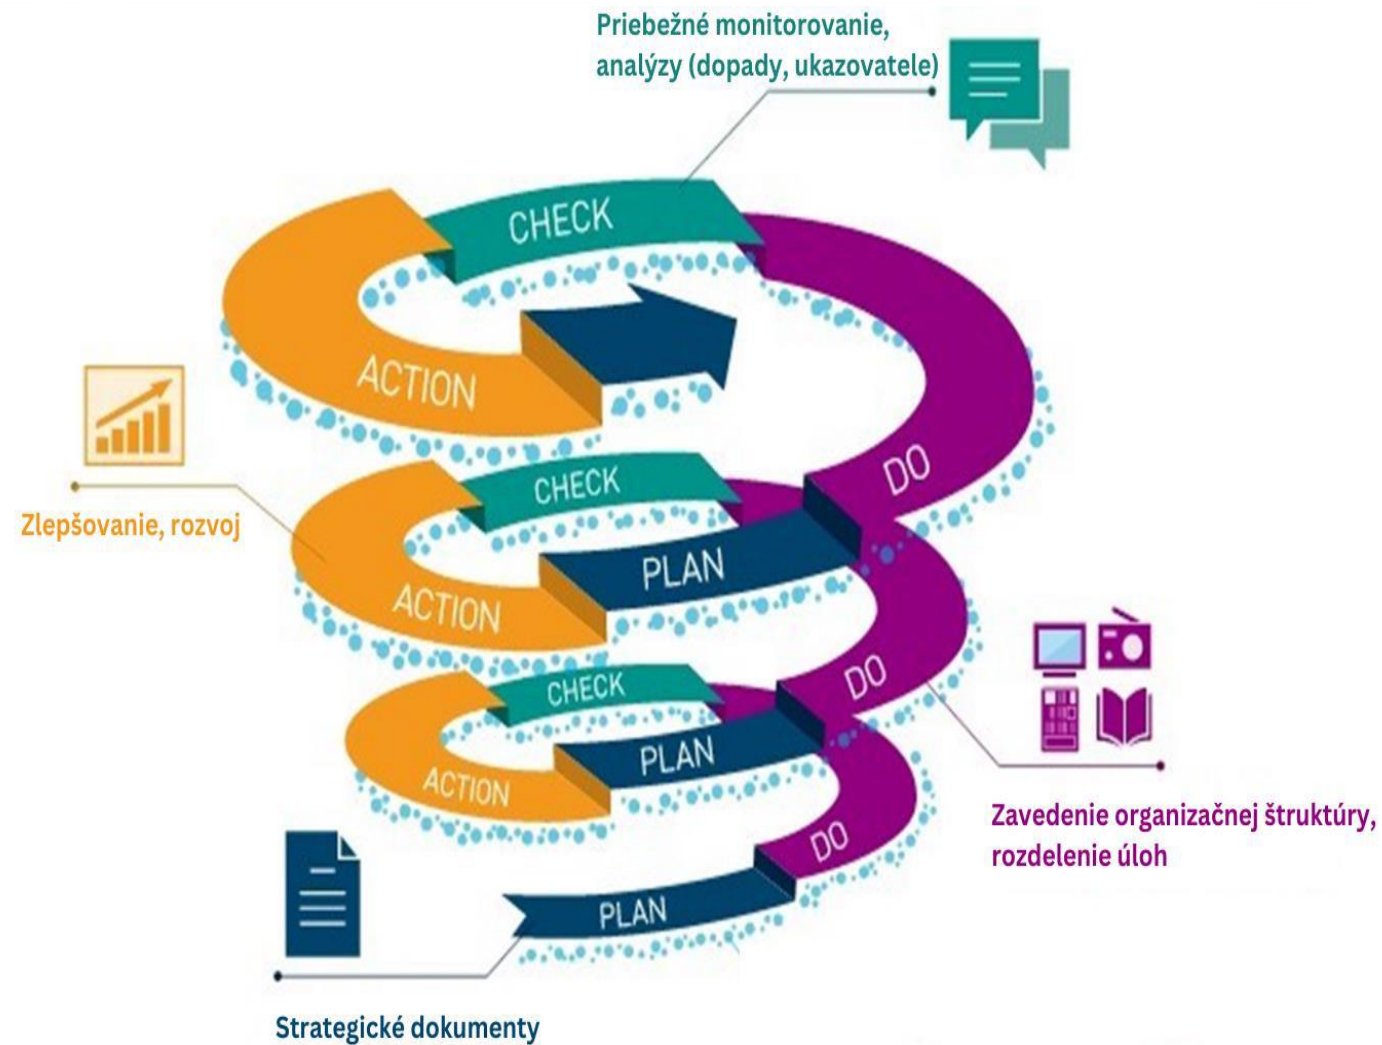 Priebežné monitorovanie,
analýzy (dopady, ukazovatele)
CHECK
ACTION
DO
CHECK
PLAN
Zlepšovanie, rozvoj
ACTION
DO
CHECK
PLAN
ACTION
Zavedenie organizačnej štruktúry,
rozdelenie úloh
DO
PLAN
Strategické dokumenty